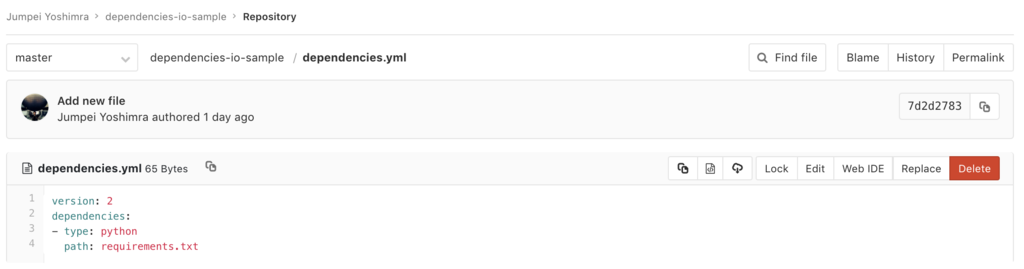 Jumpei Yoshimra › dependencies-io-sample › Repository
master dependencies-io-sample / dependencies.yml Find file Blame History Permalink
Add new file
Jumpei Yoshimra authored 1 day ago
7d2d2783
dependencies.yml 65 Bytes Lock Edit Web IDE Replace Delete
1 version: 2
2 dependencies:
3 - type: python
4   path: requirements.txt